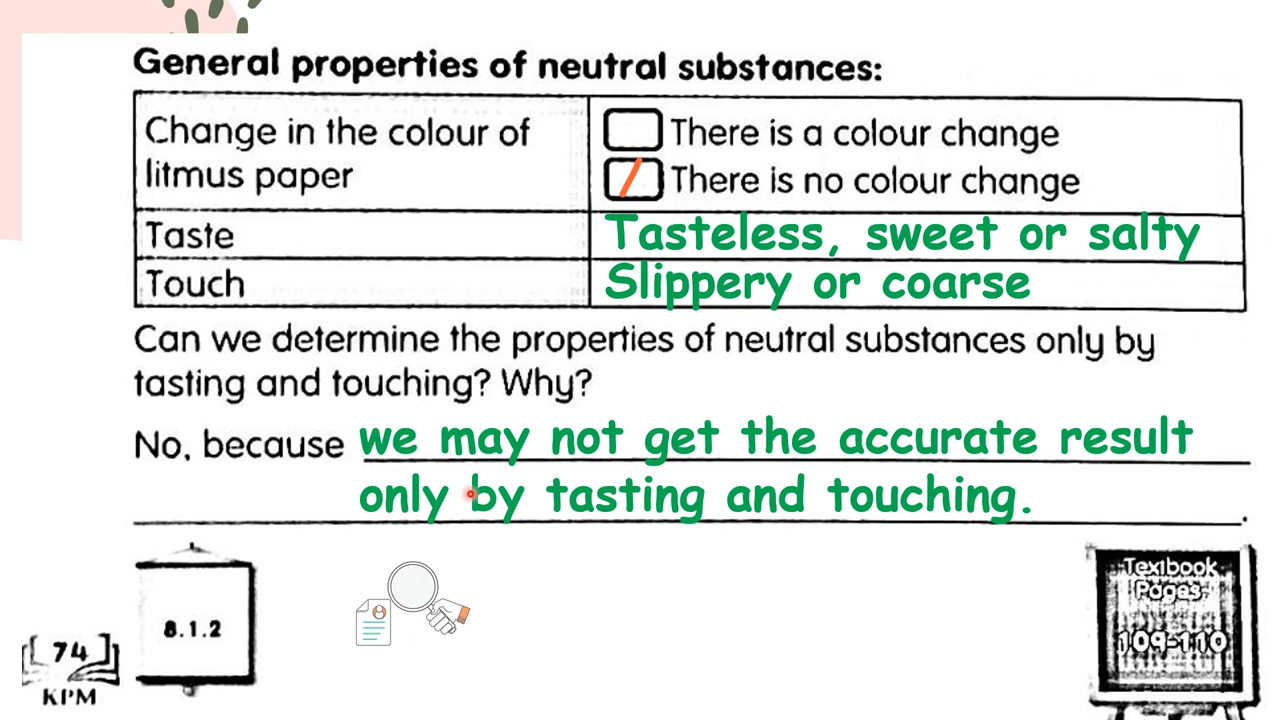 General properties of neutral substances:
Change in the colour of
litmus paper
There is a colour change
There is no colour change
Taste
Tasteless, sweet or salty
Touch
Slippery or coarse
Can we determine the properties of neutral substances only by
tasting and touching? Why?
No, because we may not get the accurate result
only by tasting and touching.
8.1.2
74
KPM
Textbook
Pages
109-110